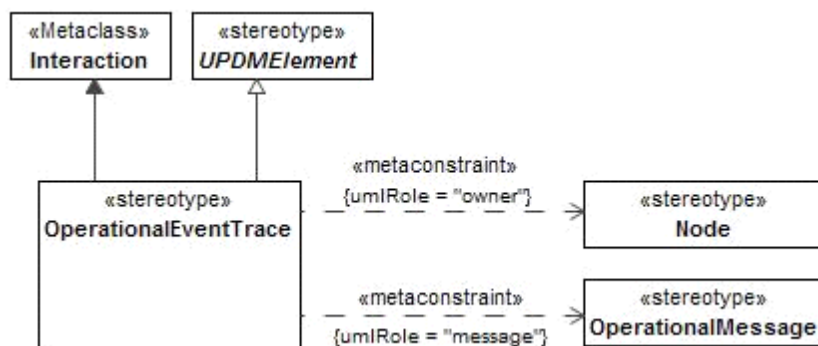 «Metaclass»
Interaction
«stereotype»
UPDMElement
«metaconstraint»
{umlRole = "owner"}
«stereotype»
OperationalEventTrace
«stereotype»
Node
«metaconstraint»
{umlRole = "message"}
«stereotype»
OperationalMessage